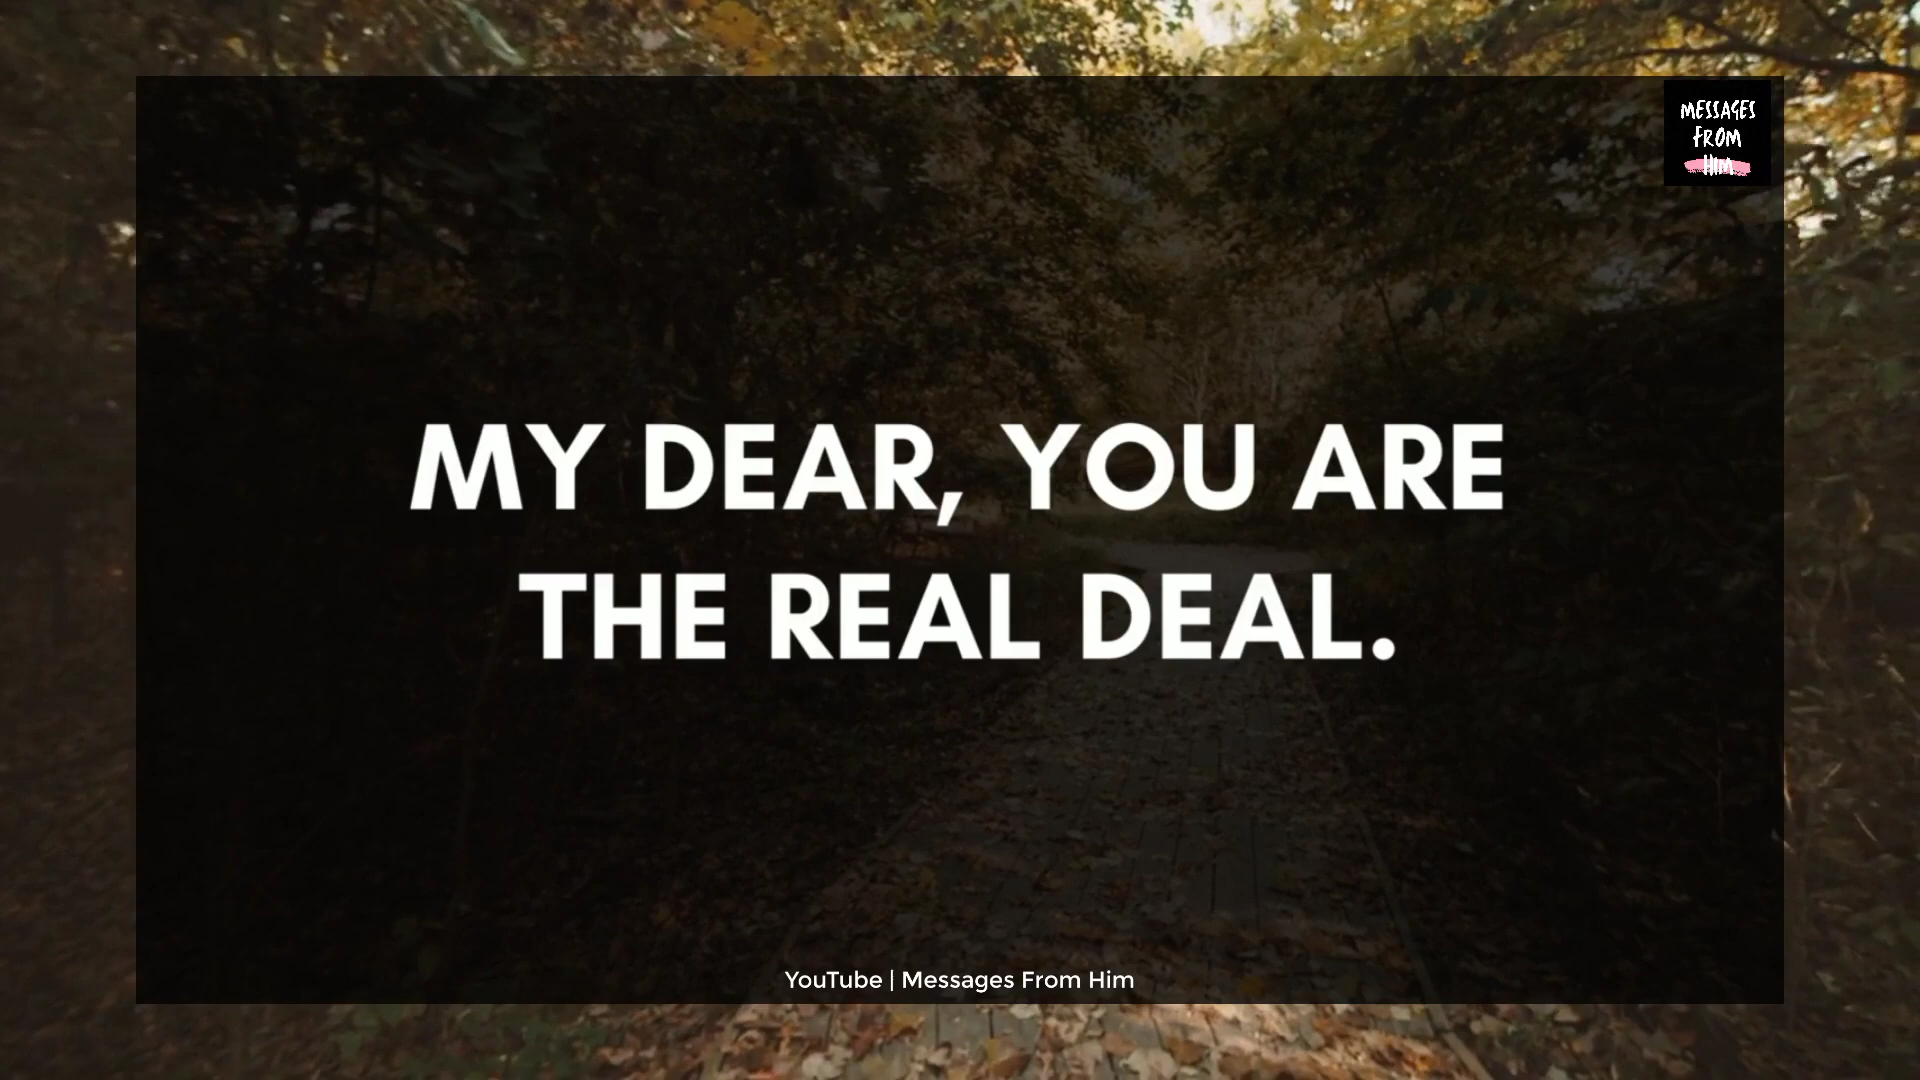 MESSAGES
FROM
HIM
MY DEAR, YOU ARE
THE REAL DEAL.
YouTube | Messages From Him